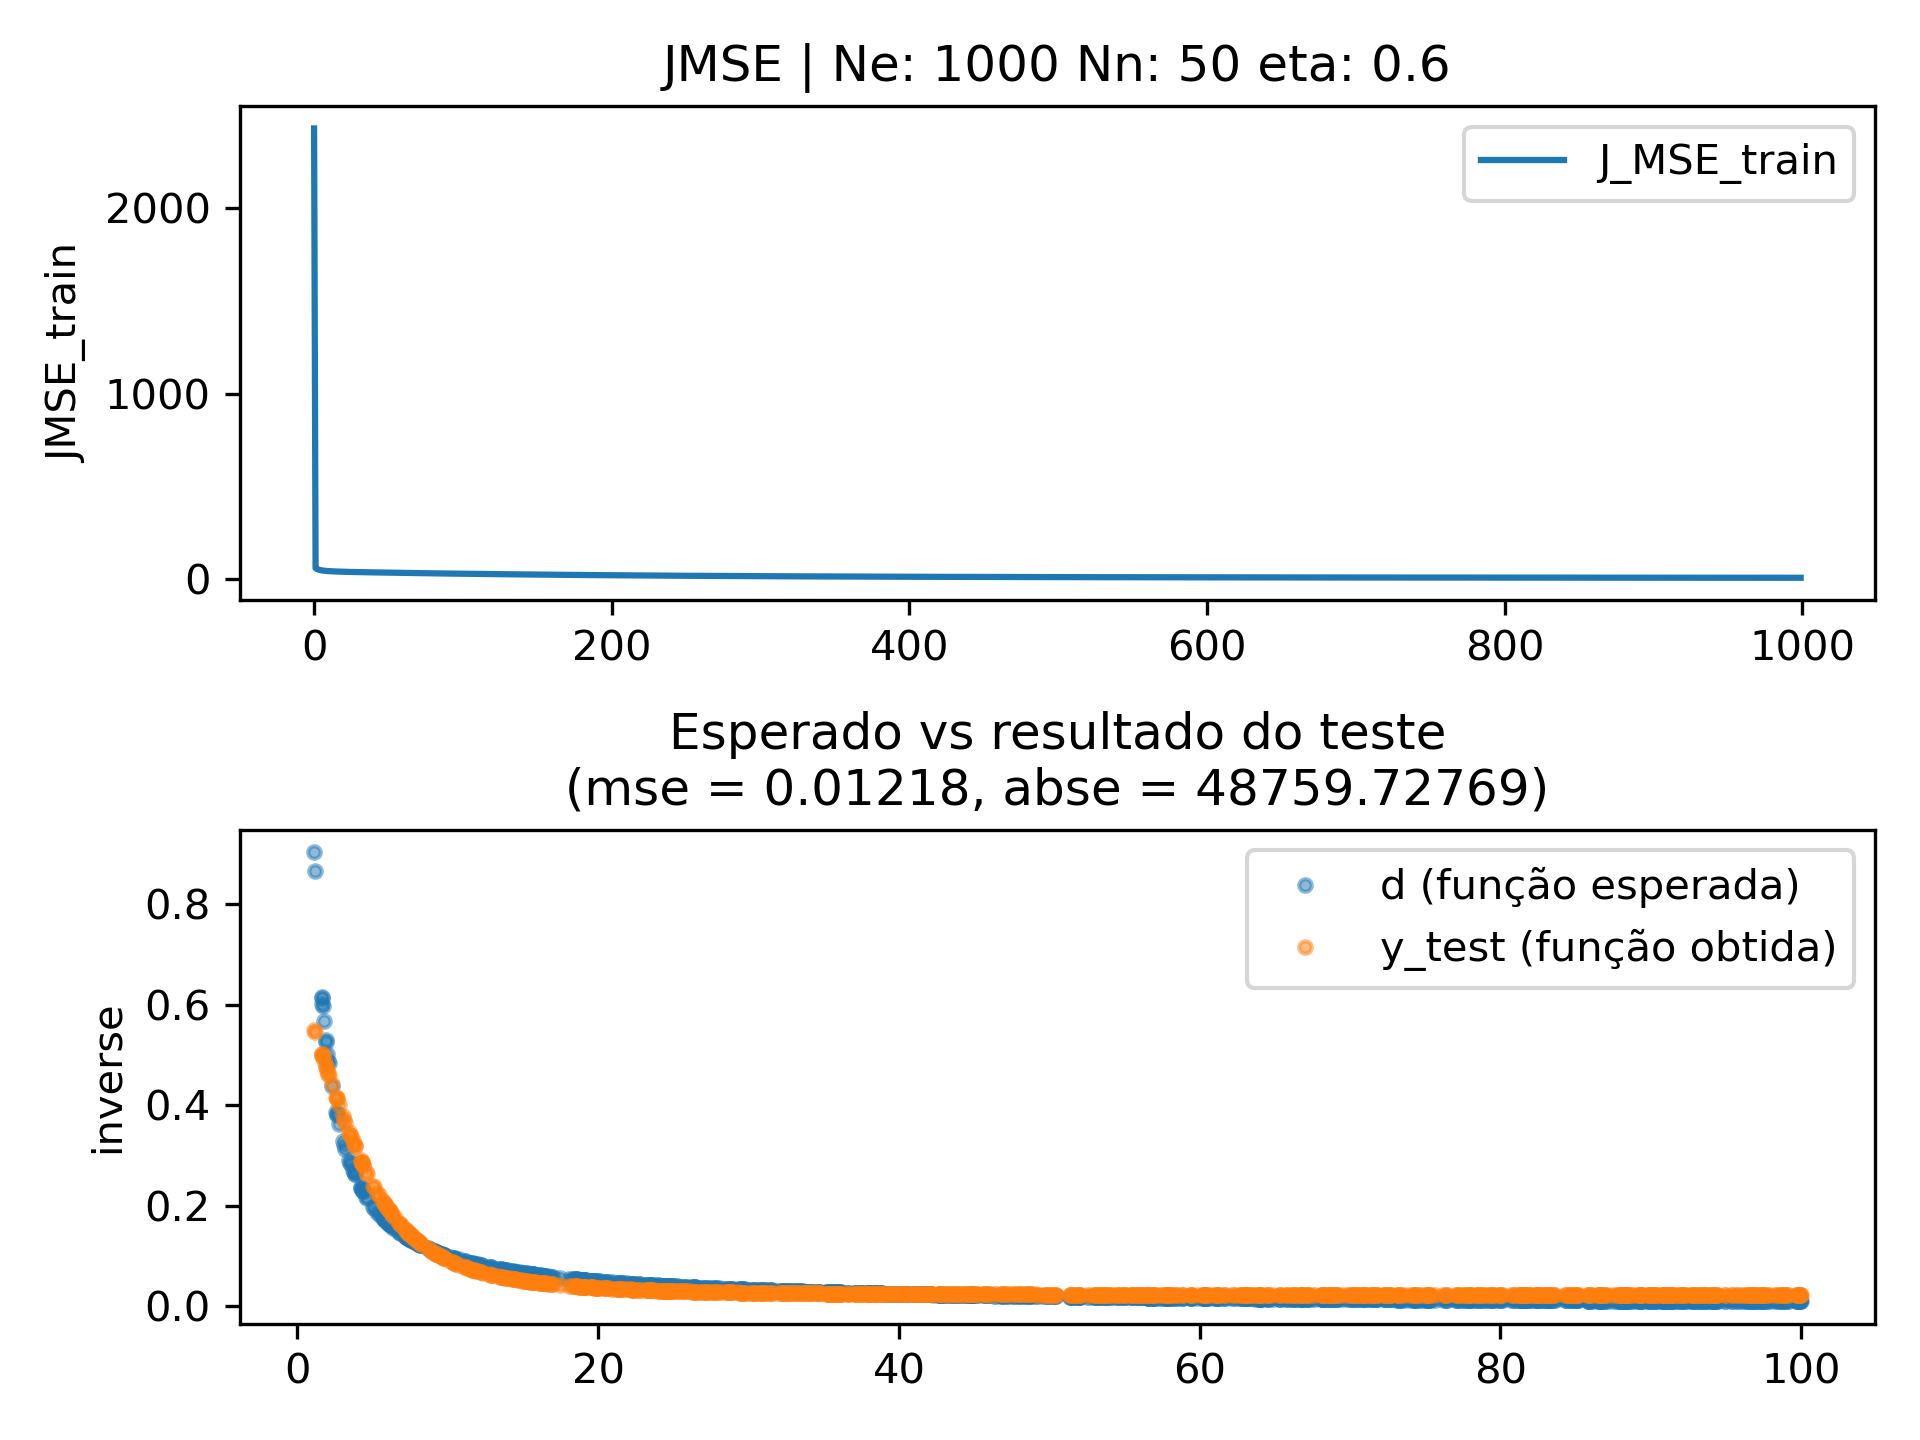 JMSE | Ne: 1000 Nn: 50 eta: 0.6
J_MSE_train
JMSE_train
2000
1000
0
0 200 400 600 800 1000
Esperado vs resultado do teste
(mse = 0.01218, abse = 48759.72769)
d (função esperada)
y_test (função obtida)
inverse
0.8
0.6
0.4
0.2
0.0
0 20 40 60 80 100